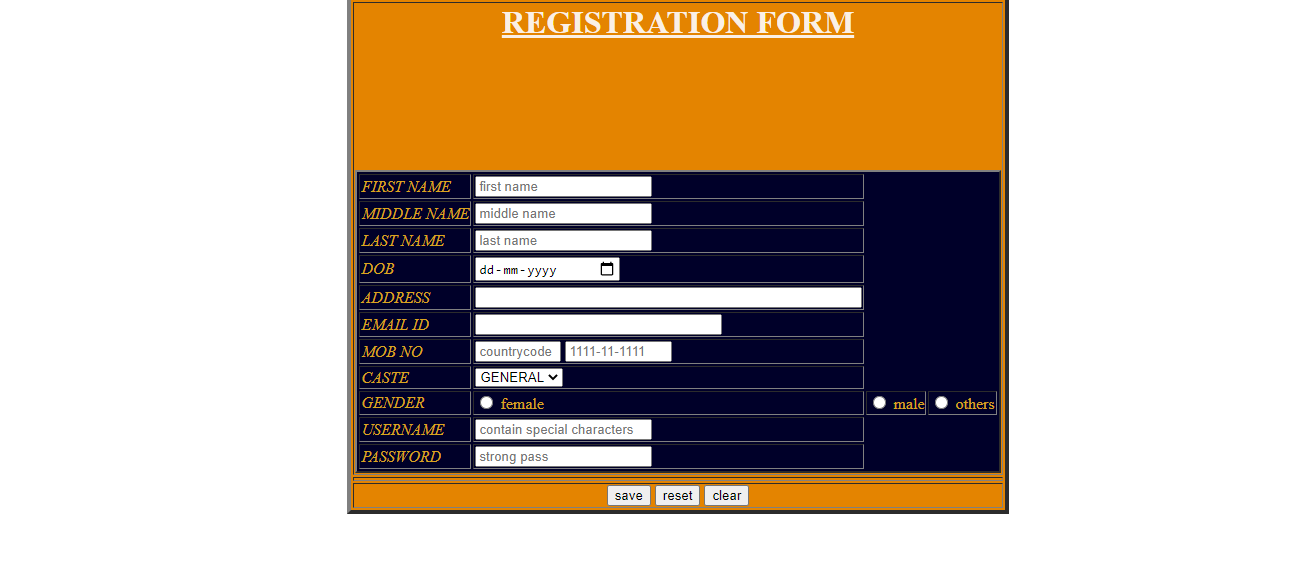 REGISTRATION FORM
FIRST NAME first name
MIDDLE NAME middle name
LAST NAME last name
DOB dd-mm-yyyy
ADDRESS
EMAIL ID
MOB NO countrycode 1111-11-1111
CASTE GENERAL
GENDER female male others
USERNAME contain special characters
PASSWORD strong pass
save reset clear